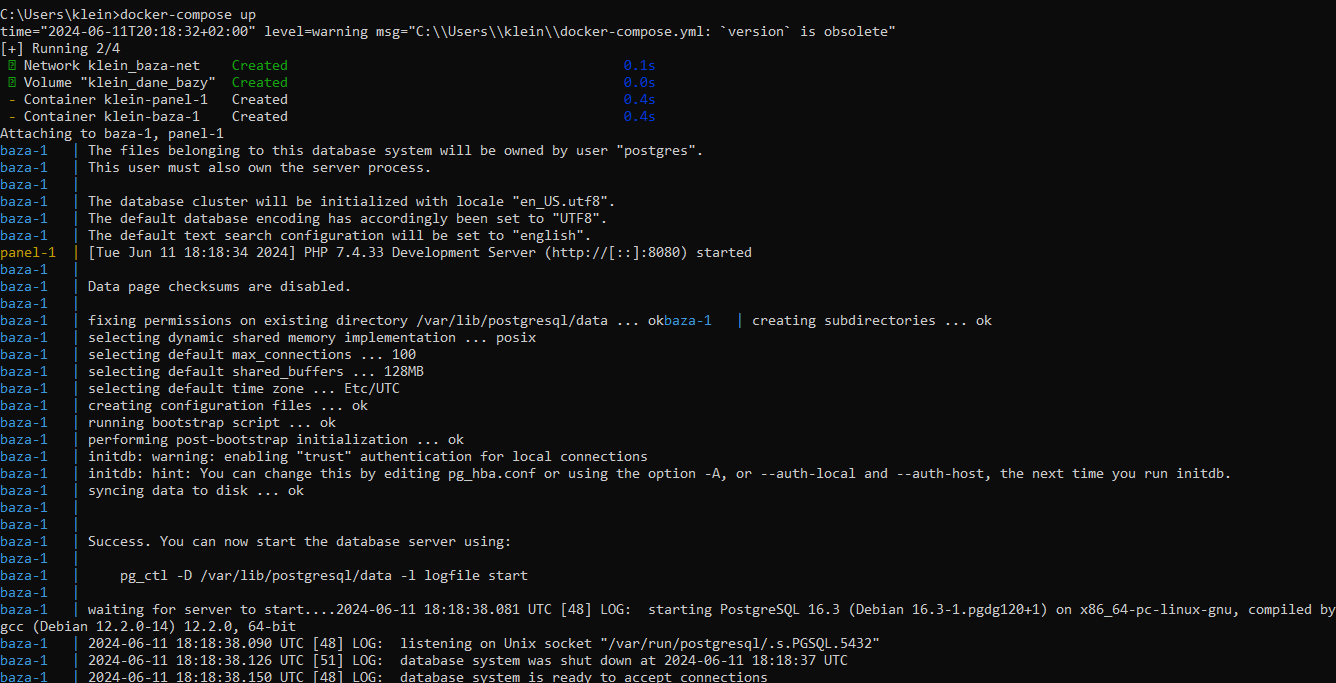 C:\Users\klein>docker-compose up
time="2024-06-11T20:18:32+02:00" level=warning msg="C:\\Users\\klein\\docker-compose.yml: `version` is obsolete"
[+] Running 2/4
 Network klein_baza-net    Created    0.1s
 Volume "klein_dane_bazy"  Created    0.0s
 - Container klein-panel-1   Created    0.4s
 - Container klein-baza-1    Created    0.4s
Attaching to baza-1, panel-1
baza-1   | The files belonging to this database system will be owned by user "postgres".
baza-1   | This user must also own the server process.
baza-1   |
baza-1   | The database cluster will be initialized with locale "en_US.utf8".
baza-1   | The default database encoding has accordingly been set to "UTF8".
baza-1   | The default text search configuration will be set to "english".
panel-1  | [Tue Jun 11 18:18:34 2024] PHP 7.4.33 Development Server (http://[::]:8080) started
baza-1   |
baza-1   | Data page checksums are disabled.
baza-1   |
baza-1   | fixing permissions on existing directory /var/lib/postgresql/data ... okbaza-1   | creating subdirectories ... ok
baza-1   | selecting dynamic shared memory implementation ... posix
baza-1   | selecting default max_connections ... 100
baza-1   | selecting default shared_buffers ... 128MB
baza-1   | selecting default time zone ... Etc/UTC
baza-1   | creating configuration files ... ok
baza-1   | running bootstrap script ... ok
baza-1   | performing post-bootstrap initialization ... ok
baza-1   | initdb: warning: enabling "trust" authentication for local connections
baza-1   | initdb: hint: You can change this by editing pg_hba.conf or using the option -A, or --auth-local and --auth-host, the next time you run initdb.
baza-1   | syncing data to disk ... ok
baza-1   |
baza-1   |
baza-1   | Success. You can now start the database server using:
baza-1   |
baza-1   |     pg_ctl -D /var/lib/postgresql/data -l logfile start
baza-1   |
baza-1   | waiting for server to start....2024-06-11 18:18:38.081 UTC [48] LOG:  starting PostgreSQL 16.3 (Debian 16.3-1.pgdg120+1) on x86_64-pc-linux-gnu, compiled by
gcc (Debian 12.2.0-14) 12.2.0, 64-bit
baza-1   | 2024-06-11 18:18:38.090 UTC [48] LOG:  listening on Unix socket "/var/run/postgresql/.s.PGSQL.5432"
baza-1   | 2024-06-11 18:18:38.126 UTC [51] LOG:  database system was shut down at 2024-06-11 18:18:37 UTC
baza-1   | 2024-06-11 18:18:38.150 UTC [48] LOG:  database system is ready to accept connections